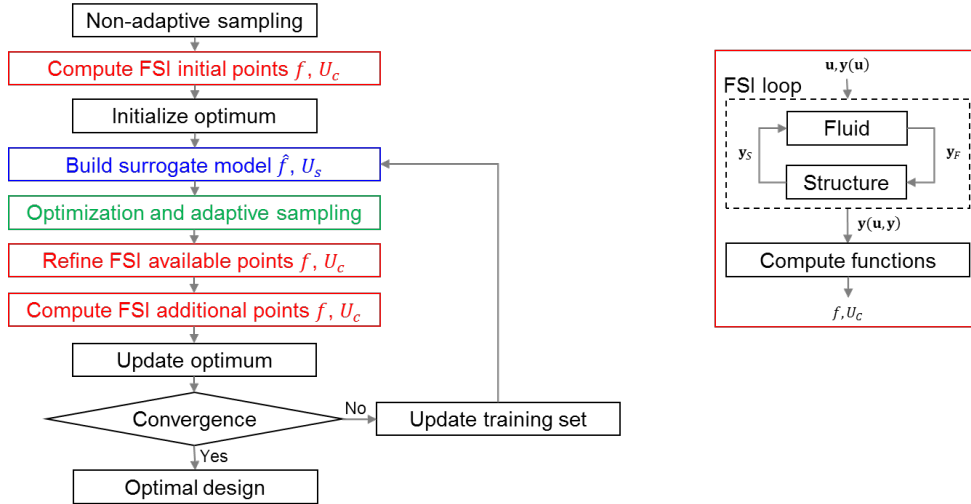 Non-adaptive sampling
Compute FSI initial points f, U_c
Initialize optimum
Build surrogate model f̂, U_s
Optimization and adaptive sampling
Refine FSI available points f, U_c
Compute FSI additional points f, U_c
Update optimum
Convergence
No
Update training set
Yes
Optimal design
u, y(u)
FSI loop
Fluid
y_S
y_F
Structure
y(u, y)
Compute functions
f, U_C